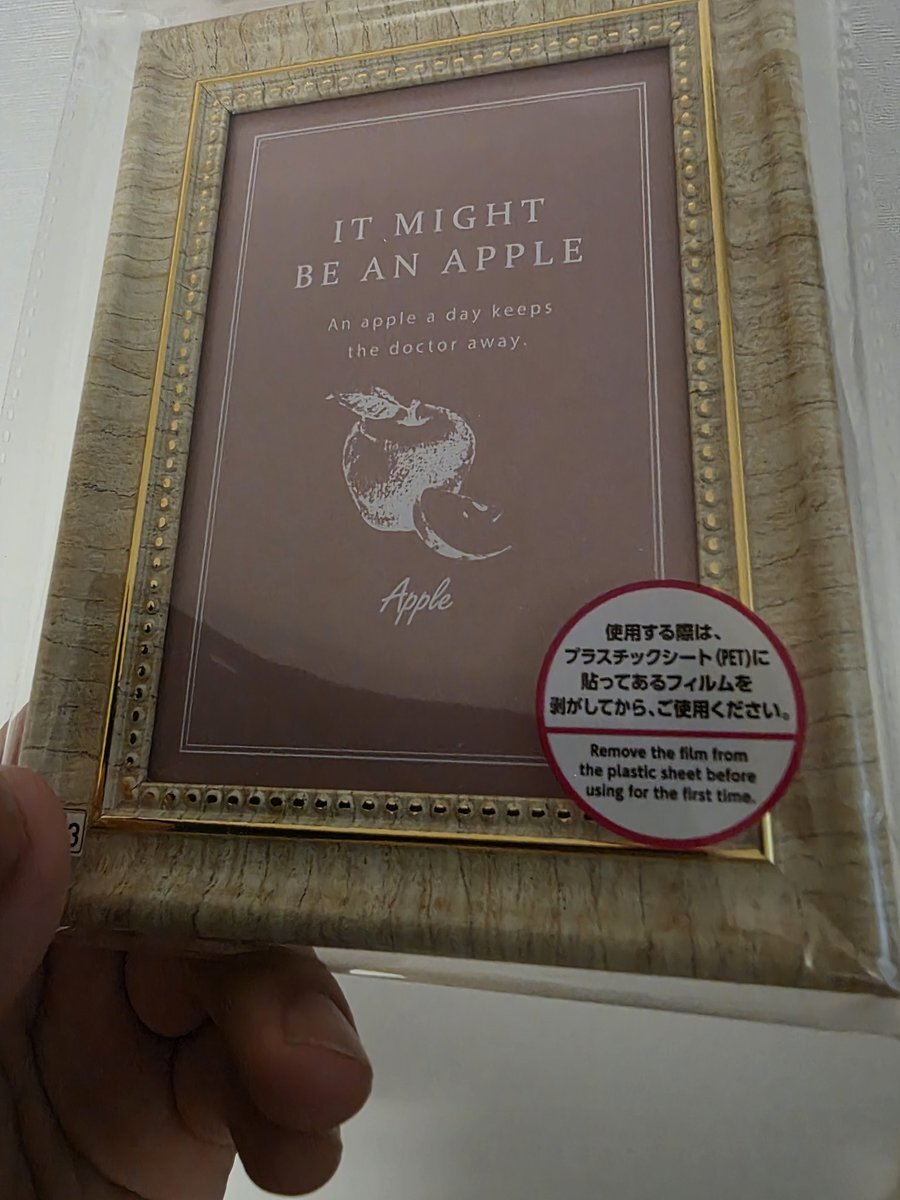 IT MIGHT
BE AN APPLE
An apple a day keeps
the doctor away.
Apple
使用する際は、
プラスチックシート(PET)に
貼ってあるフィルムを
剥がしてから、ご使用ください。
Remove the film from
the plastic sheet before
using for the first time.
3